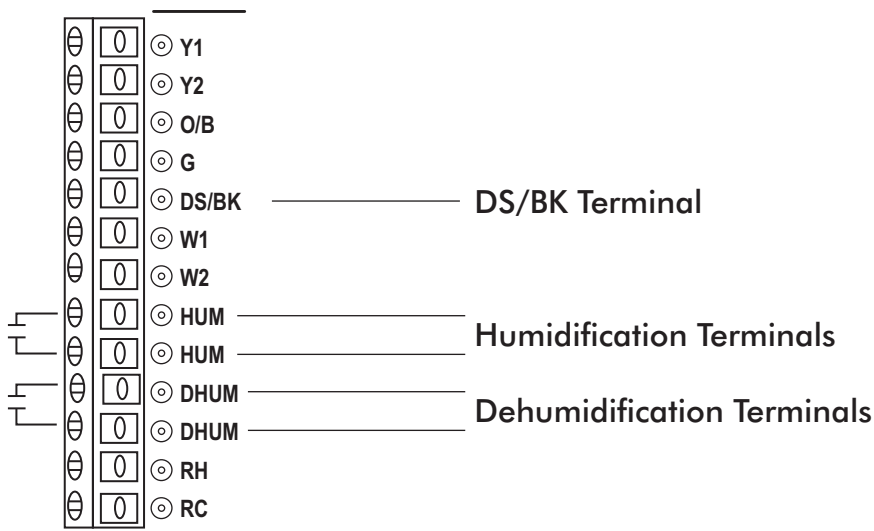 Y1
Y2
O/B
G
DS/BK DS/BK Terminal
W1
W2
HUM
Humidification Terminals
HUM
DHUM
Dehumidification Terminals
DHUM
RH
RC